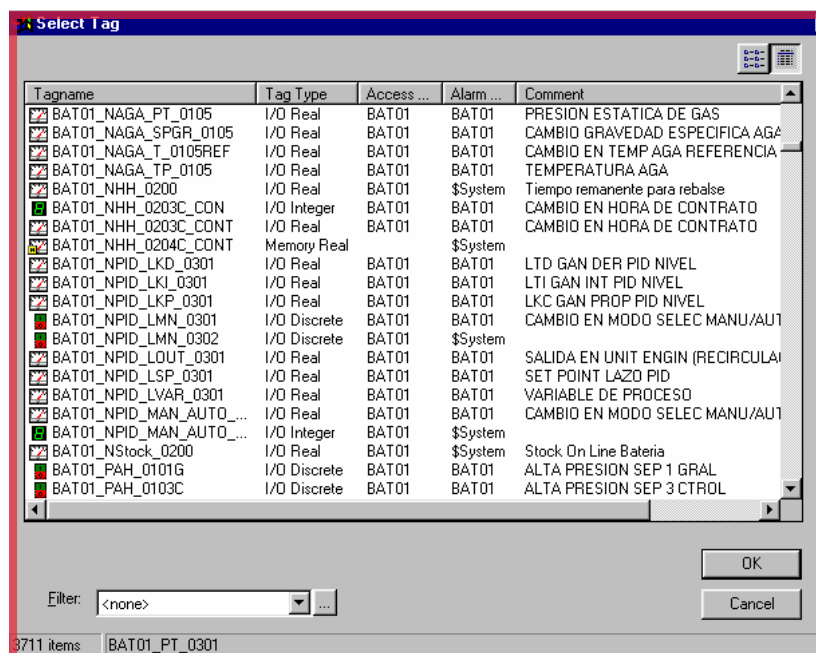 Select Tag
Tagname Tag Type Access ... Alarm ... Comment
BAT01_NAGA_PT_0105 I/O Real BAT01 BAT01 PRESION ESTATICA DE GAS
BAT01_NAGA_SPGR_0105 I/O Real BAT01 BAT01 CAMBIO GRAVEDAD ESPECIFICA AGA
BAT01_NAGA_T_0105REF I/O Real BAT01 BAT01 CAMBIO EN TEMP AGA REFERENCIA
BAT01_NAGA_TP_0105 I/O Real BAT01 BAT01 TEMPERATURA AGA
BAT01_NHH_0200 I/O Real BAT01 $System Tiempo remanente para rebalse
BAT01_NHH_0203C_CON I/O Integer BAT01 BAT01 CAMBIO EN HORA DE CONTRATO
BAT01_NHH_0203C_CONT I/O Real BAT01 BAT01 CAMBIO EN HORA DE CONTRATO
BAT01_NHH_0204C_CONT Memory Real $System
BAT01_NPID_LKD_0301 I/O Real BAT01 BAT01 LTD GAN DER PID NIVEL
BAT01_NPID_LKI_0301 I/O Real BAT01 BAT01 LTI GAN INT PID NIVEL
BAT01_NPID_LKP_0301 I/O Real BAT01 BAT01 LKC GAN PROP PID NIVEL
BAT01_NPID_LMN_0301 I/O Discrete BAT01 BAT01 CAMBIO EN MODO SELEC MANU/AUT
BAT01_NPID_LMN_0302 I/O Discrete BAT01 $System
BAT01_NPID_LOUT_0301 I/O Real BAT01 BAT01 SALIDA EN UNIT ENGIN (RECIRCULA
BAT01_NPID_LSP_0301 I/O Real BAT01 BAT01 SET POINT LAZO PID
BAT01_NPID_LVAR_0301 I/O Real BAT01 BAT01 VARIABLE DE PROCESO
BAT01_NPID_MAN_AUTO_... I/O Real BAT01 BAT01 CAMBIO EN MODO SELEC MANU/AUT
BAT01_NPID_MAN_AUTO_... I/O Integer BAT01 $System
BAT01_NStock_0200 I/O Real BAT01 $System Stock On Line Bateria
BAT01_PAH_0101G I/O Discrete BAT01 BAT01 ALTA PRESION SEP 1 GRAL
BAT01_PAH_0103C I/O Discrete BAT01 BAT01 ALTA PRESION SEP 3 CTROL
OK
Filter: <none> ...
Cancel
3711 items BAT01_PT_0301